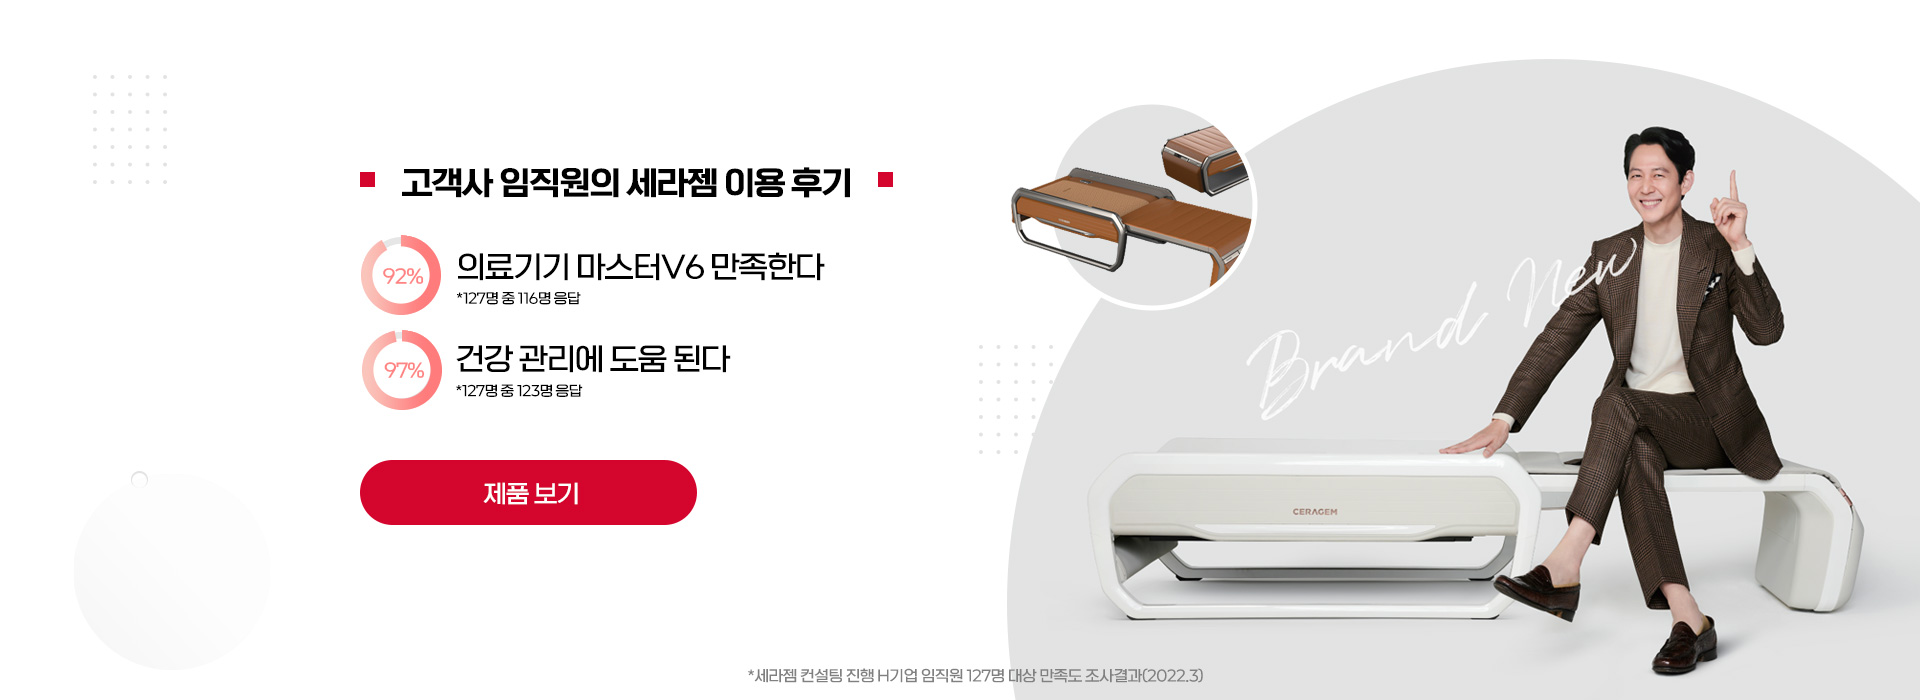 고객사 임직원의 세라젬 이용 후기
92%
의료기기 마스터V6 만족한다
*127명 중 116명 응답
97%
건강 관리에 도움 된다
*127명 중 123명 응답
제품 보기
Brand New
CERAGEM
*세라젬 컨설팅 진행 H기업 임직원 127명 대상 만족도 조사결과(2022.3)